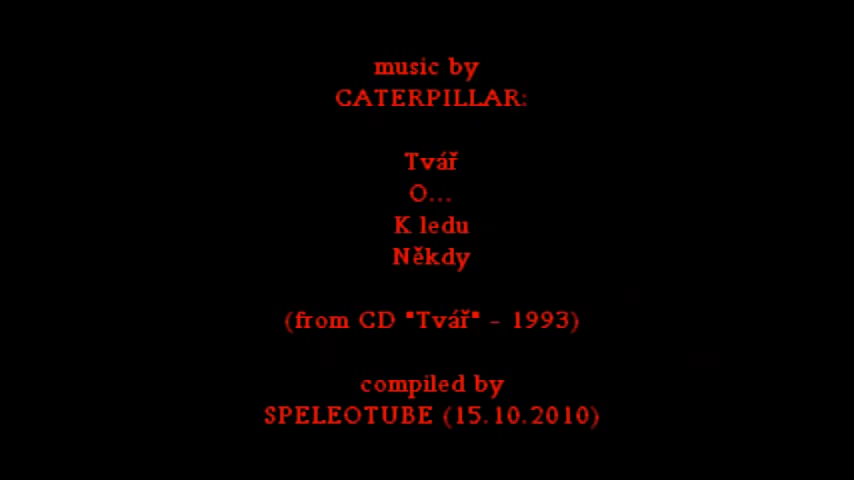 music by
CATERPILLAR:
Tvář
O...
K ledu
Někdy
(from CD "Tvář" - 1993)
compiled by
SPELEOTUBE (15.10.2010)